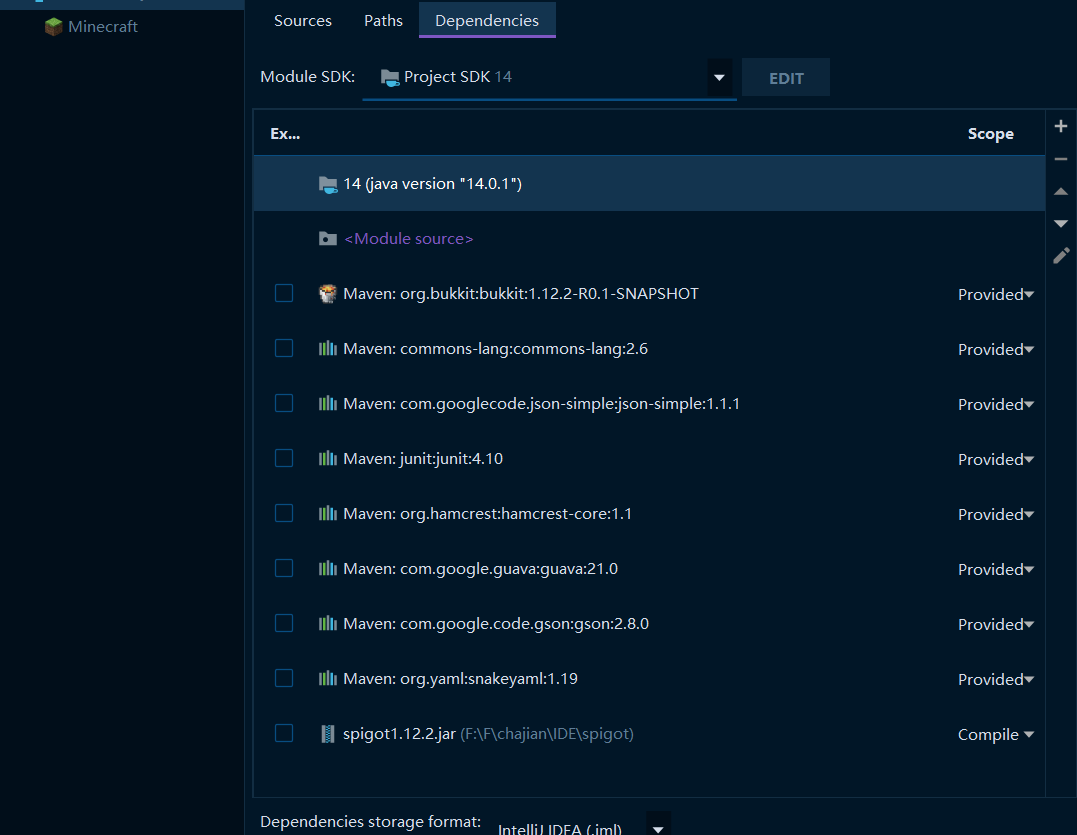 Minecraft
Sources Paths Dependencies
Module SDK: Project SDK 14 EDIT
Ex... Scope
14 (java version "14.0.1")
<Module source>
Maven: org.bukkit:bukkit:1.12.2-R0.1-SNAPSHOT Provided
Maven: commons-lang:commons-lang:2.6 Provided
Maven: com.googlecode.json-simple:json-simple:1.1.1 Provided
Maven: junit:junit:4.10 Provided
Maven: org.hamcrest:hamcrest-core:1.1 Provided
Maven: com.google.guava:guava:21.0 Provided
Maven: com.google.code.gson:gson:2.8.0 Provided
Maven: org.yaml:snakeyaml:1.19 Provided
spigot1.12.2.jar (F:\F\chajian\IDE\spigot) Compile
Dependencies storage format: IntelliJ IDEA (.iml)